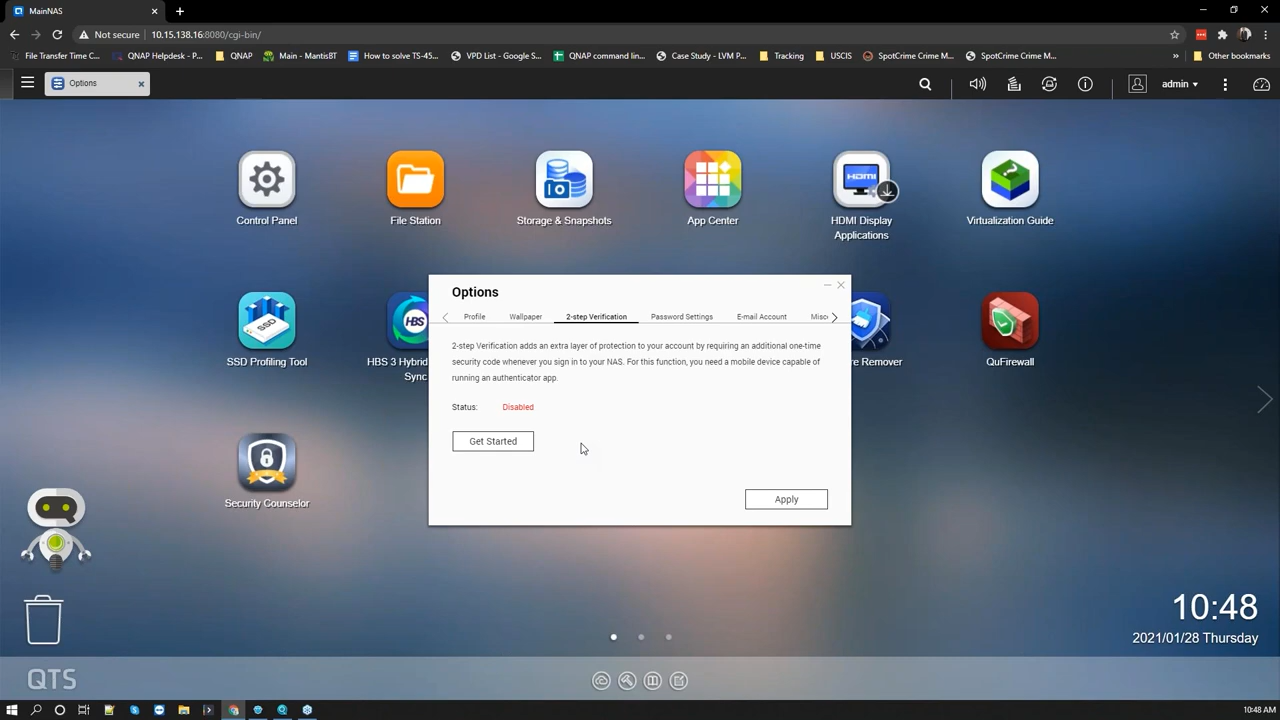 MainNAS
Not secure
10.15.138.16:8080/cgi-bin/
File Transfer Time C...
QNAP Helpdesk - P...
QNAP
Main - MantisBT
How to solve TS-45...
VPD List - Google S...
QNAP command lin...
Case Study - LVM P...
Tracking
USCIS
SpotCrime Crime M...
SpotCrime Crime M...
»
Other bookmarks
Options
admin
Control Panel
File Station
Storage & Snapshots
App Center
HDMI
HDMI Display
Applications
Virtualization Guide
SSD
SSD Profiling Tool
HBS
HBS 3 Hybrid
Sync
re Remover
QuFirewall
Security Counselor
Options
Profile
Wallpaper
2-step Verification
Password Settings
E-mail Account
Misc
2-step Verification adds an extra layer of protection to your account by requiring an additional one-time
security code whenever you sign in to your NAS. For this function, you need a mobile device capable of
running an authenticator app.
Status: Disabled
Get Started
Apply
10:48
2021/01/28 Thursday
QTS
10:48 AM